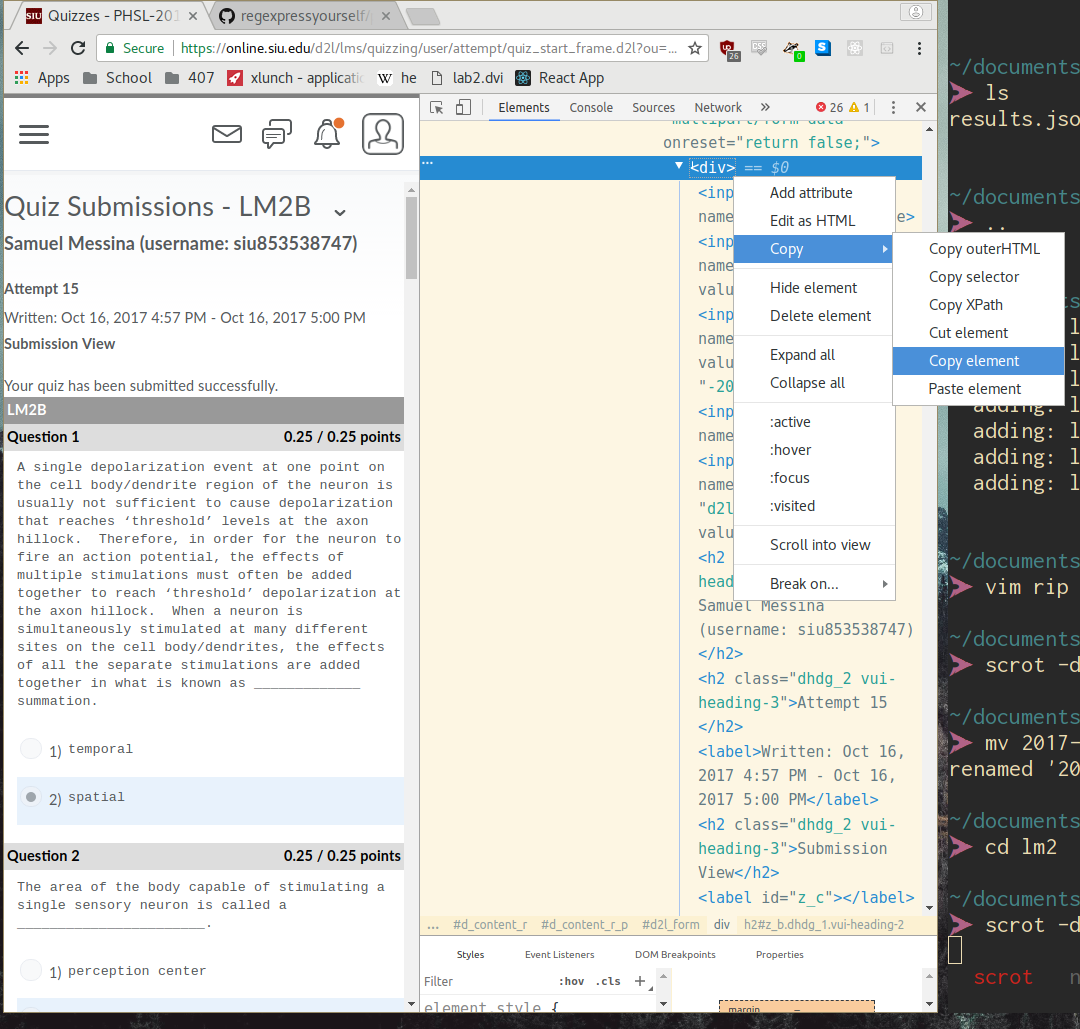 SIU Quizzes - PHSL-201
regexpressyourself/p
Secure https://online.siu.edu/d2l/lms/quizzing/user/attempt/quiz_start_frame.d2l?ou=...
26
CSS
0
S
Apps School 407 xlunch - applicatio W he lab2.dvi React App
Quiz Submissions - LM2B
Samuel Messina (username: siu853538747)
Attempt 15
Written: Oct 16, 2017 4:57 PM - Oct 16, 2017 5:00 PM
Submission View
Your quiz has been submitted successfully.
LM2B
Question 1 0.25 / 0.25 points
A single depolarization event at one point on
the cell body/dendrite region of the neuron is
usually not sufficient to cause depolarization
that reaches ‘threshold’ levels at the axon
hillock. Therefore, in order for the neuron to
fire an action potential, the effects of
multiple stimulations must often be added
together to reach ‘threshold’ depolarization at
the axon hillock. When a neuron is
simultaneously stimulated at many different
sites on the cell body/dendrites, the effects
of all the separate stimulations are added
together in what is known as _____________
summation.
1) temporal
2) spatial
Question 2 0.25 / 0.25 points
The area of the body capable of stimulating a
single sensory neuron is called a
_______________________.
1) perception center
Elements Console Sources Network » 26 1
multipart/form-data"
onreset="return false;">
... <div> == $0
<inp
name e>
<inp
name
valu
<inp
name
valu
"-20
<inp
name
<inp
name
"d2l
valu
<h2
head
Samuel Messina
(username: siu853538747)
</h2>
<h2 class="dhdg_2 vui-
heading-3">Attempt 15
</h2>
<label>Written: Oct 16,
2017 4:57 PM - Oct 16,
2017 5:00 PM</label>
<h2 class="dhdg_2 vui-
heading-3">Submission
View</h2>
<label id="z_c"></label>
... #d_content_r #d_content_r_p #d2l_form div h2#z_b.dhdg_1.vui-heading-2
Styles Event Listeners DOM Breakpoints Properties
Filter :hov .cls +
element.style {
margin –
Add attribute
Edit as HTML
Copy
Hide element
Delete element
Expand all
Collapse all
:active
:hover
:focus
:visited
Scroll into view
Break on...
Copy outerHTML
Copy selector
Copy XPath
Cut element
Copy element
Paste element
~/documents
ls
results.jso
~/documents
..
adding: l
adding: l
adding: l
adding: l
~/documents
vim rip
~/documents
scrot -d
~/documents
mv 2017-
renamed '20
~/documents
cd lm2
~/documents
scrot -d
scrot n